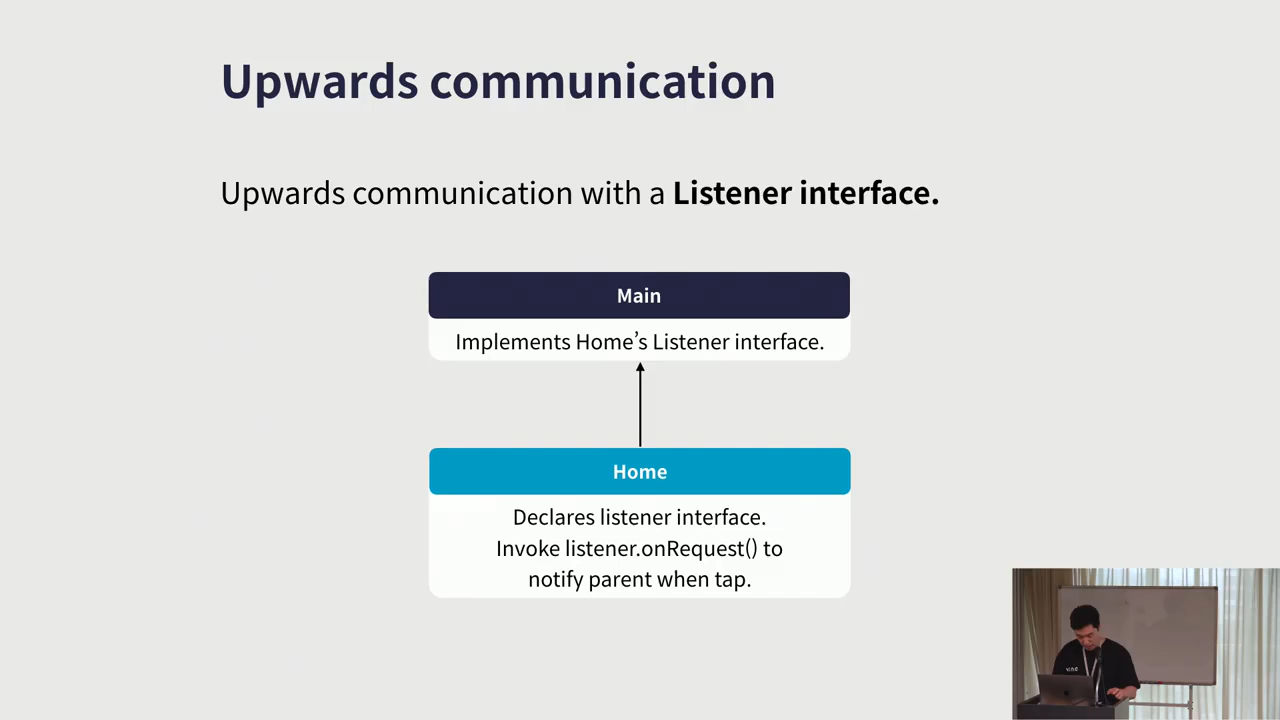 Upwards communication
Upwards communication with a Listener interface.
Main
Implements Home’s Listener interface.
Home
Declares listener interface.
Invoke listener.onRequest() to
notify parent when tap.